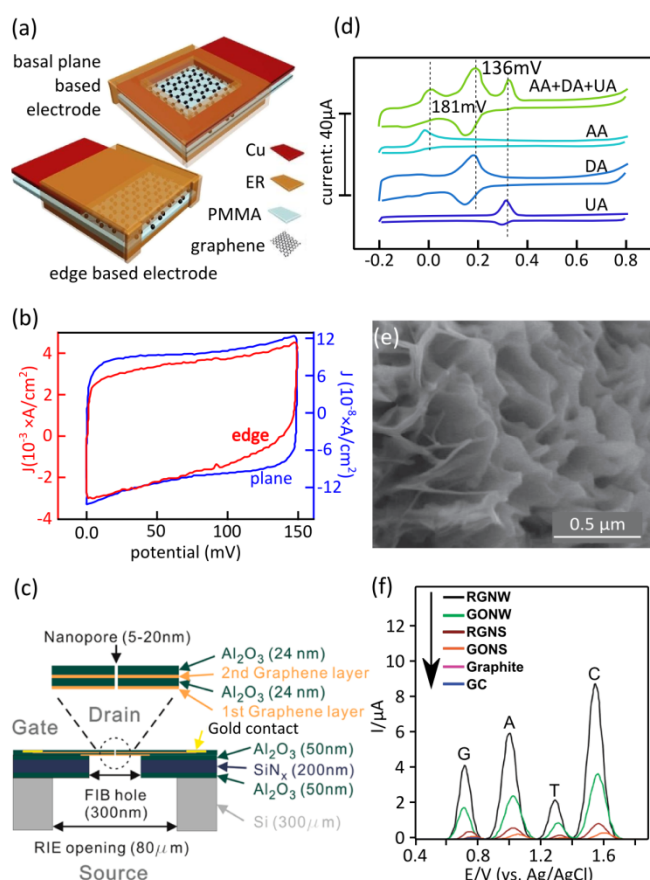 (a)
basal plane
based
electrode
Cu
ER
PMMA
graphene
edge based electrode
(b)
J(10⁻³ ×A/cm²)
4
2
0
-2
-4
edge
plane
12
6
0
-6
-12
J (10⁻⁸×A/cm²)
0.0
50
100
150
potential (mV)
(c)
Nanopore (5-20nm)
Al₂O₃ (24 nm)
2nd Graphene layer
Al₂O₃ (24 nm)
1st Graphene layer
Gate
Drain
Gold contact
Al₂O₃ (50nm)
SiNₓ (200nm)
Al₂O₃ (50nm)
FIB hole
(300nm)
Si (300μm)
RIE opening (80μm)
Source
(d)
136mV
AA+DA+UA
181mV
AA
DA
UA
current: 40μA
-0.2
0.0
0.2
0.4
0.6
0.8
(e)
0.5 μm
(f)
RGNW
GONW
RGNS
GONS
Graphite
GC
I/μA
12
8
4
0
G
A
T
C
0.4
0.8
1.2
1.6
E/V (vs. Ag/AgCl)